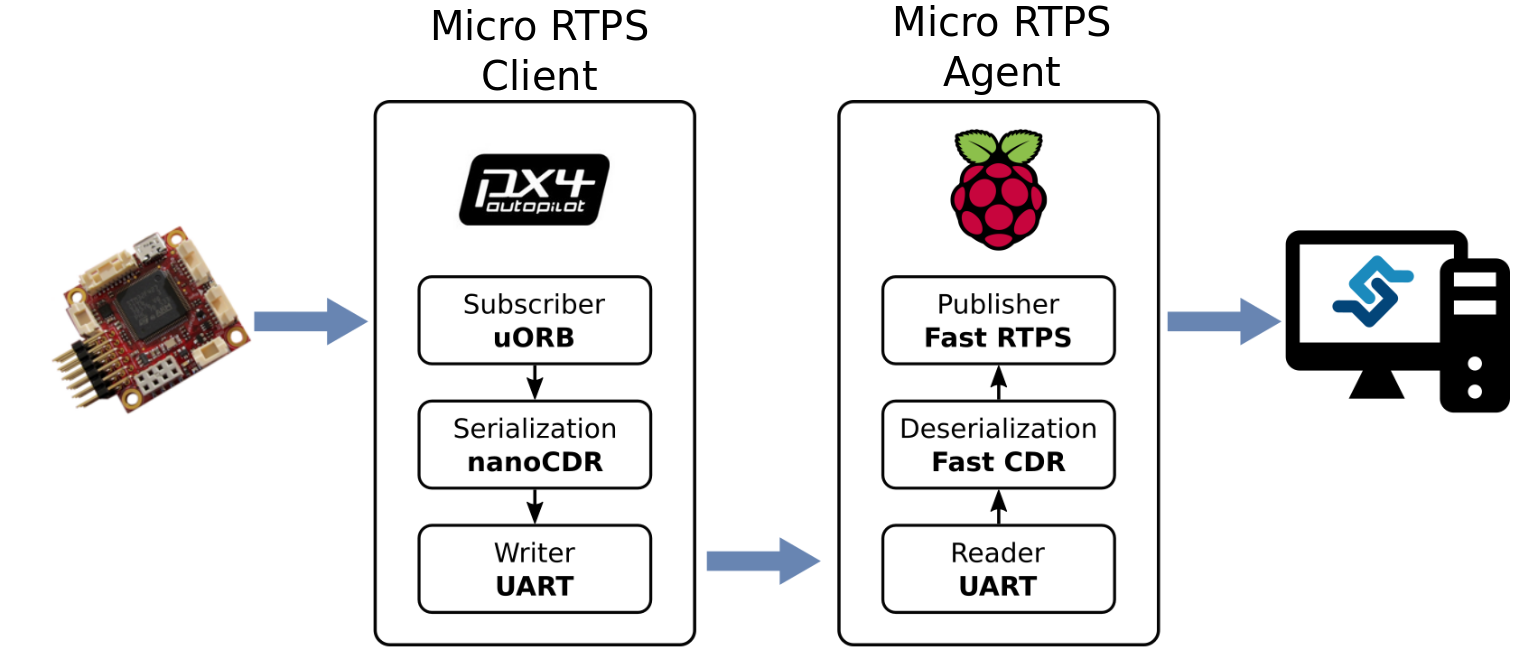 Micro RTPS
Client
px4
autopilot
Subscriber
uORB
Serialization
nanoCDR
Writer
UART
Micro RTPS
Agent
Publisher
Fast RTPS
Deserialization
Fast CDR
Reader
UART